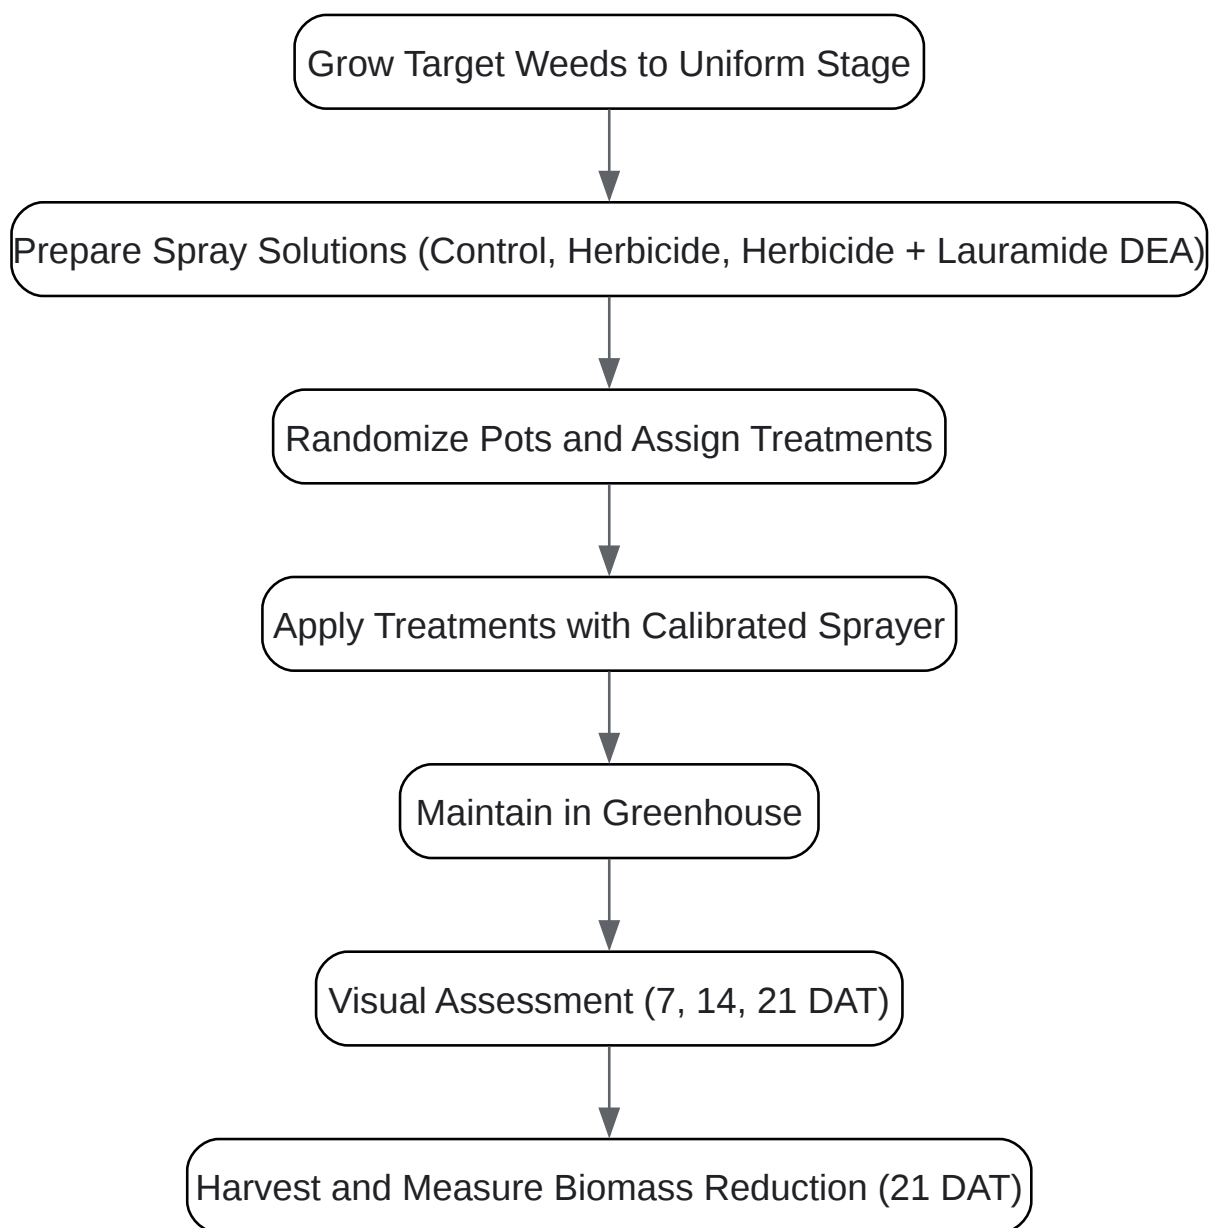 Grow Target Weeds to Uniform Stage
Prepare Spray Solutions (Control, Herbicide, Herbicide + Lauramide DEA)
Randomize Pots and Assign Treatments
Apply Treatments with Calibrated Sprayer
Maintain in Greenhouse
Visual Assessment (7, 14, 21 DAT)
Harvest and Measure Biomass Reduction (21 DAT)